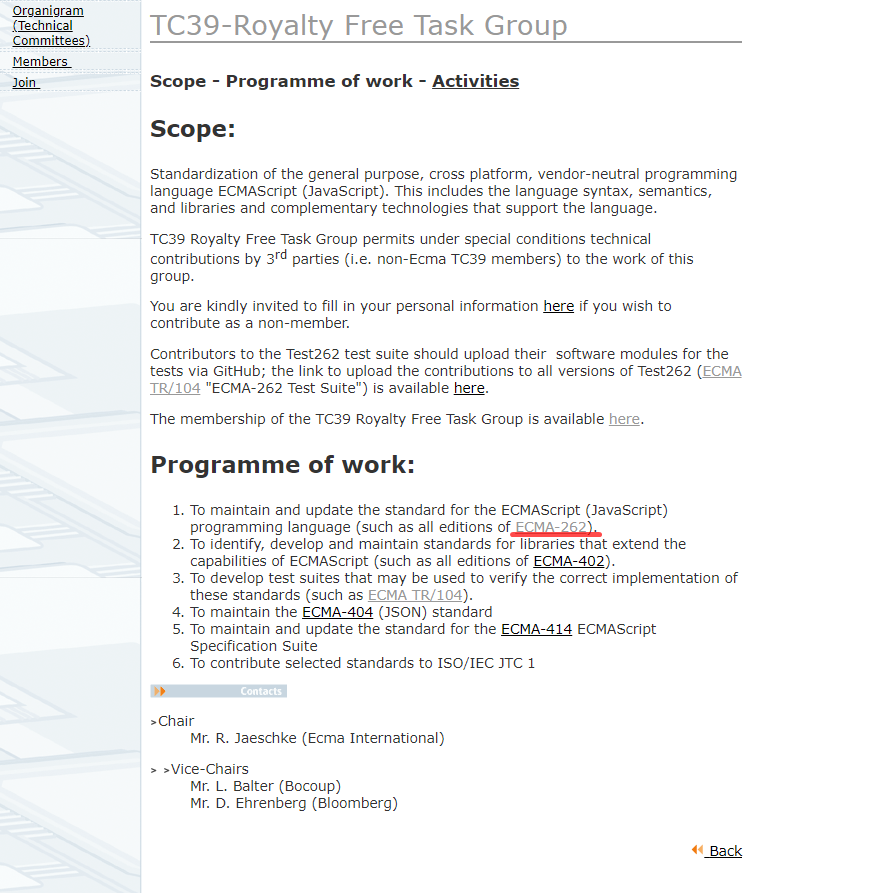 Organigram
(Technical
Committees)
Members
Join
TC39-Royalty Free Task Group
Scope - Programme of work - Activities
Scope:
Standardization of the general purpose, cross platform, vendor-neutral programming
language ECMAScript (JavaScript). This includes the language syntax, semantics,
and libraries and complementary technologies that support the language.
TC39 Royalty Free Task Group permits under special conditions technical
contributions by 3rd parties (i.e. non-Ecma TC39 members) to the work of this
group.
You are kindly invited to fill in your personal information here if you wish to
contribute as a non-member.
Contributors to the Test262 test suite should upload their  software modules for the
tests via GitHub; the link to upload the contributions to all versions of Test262 (ECMA
TR/104 "ECMA-262 Test Suite") is available here.
The membership of the TC39 Royalty Free Task Group is available here.
Programme of work:
1. To maintain and update the standard for the ECMAScript (JavaScript)
programming language (such as all editions of ECMA-262).
2. To identify, develop and maintain standards for libraries that extend the
capabilities of ECMAScript (such as all editions of ECMA-402).
3. To develop test suites that may be used to verify the correct implementation of
these standards (such as ECMA TR/104).
4. To maintain the ECMA-404 (JSON) standard
5. To maintain and update the standard for the ECMA-414 ECMAScript
Specification Suite
6. To contribute selected standards to ISO/IEC JTC 1
Contacts
>Chair
Mr. R. Jaeschke (Ecma International)
> >Vice-Chairs
Mr. L. Balter (Bocoup)
Mr. D. Ehrenberg (Bloomberg)
Back